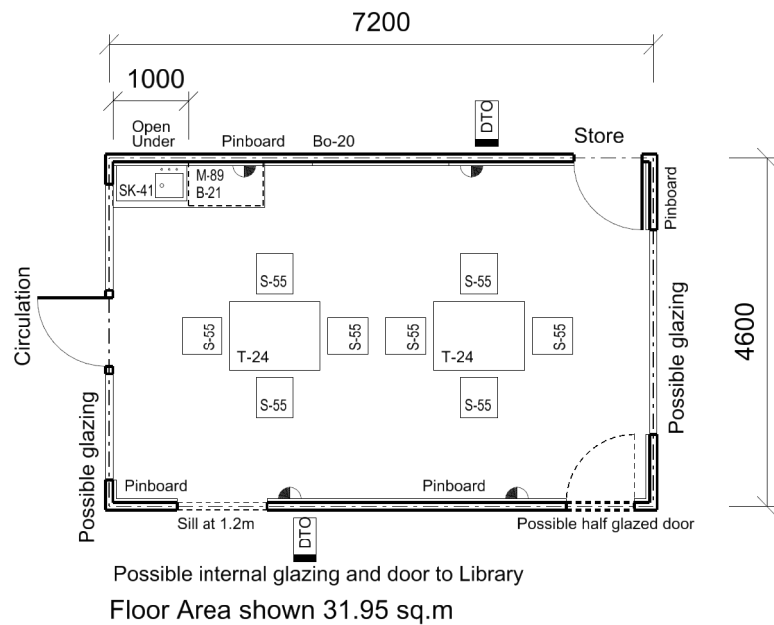 7200
1000
Open
Under
Pinboard
Bo-20
DTO
Store
SK-41
M-89
B-21
Pinboard
Circulation
S-55
S-55
S-55
S-55
S-55
S-55
T-24
T-24
S-55
S-55
Possible glazing
4600
Possible glazing
Pinboard
Pinboard
Sill at 1.2m
DTO
Possible half glazed door
Possible internal glazing and door to Library
Floor Area shown 31.95 sq.m